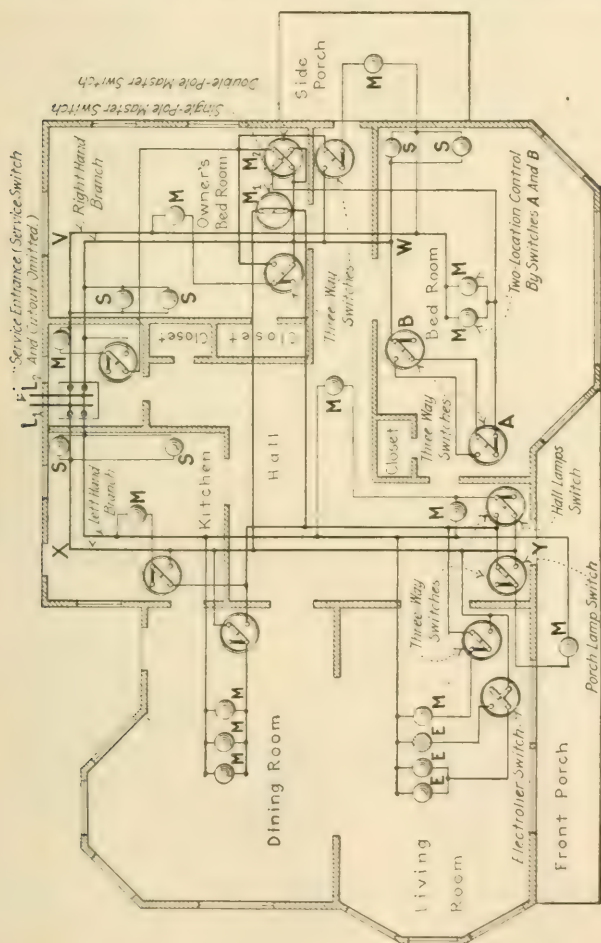 Double-Pole Master Switch
Single-Pole Master Switch
Service Entrance (Service Switch
And Cutout Omitted.)
Right Hand
Branch
L1
L2
Left Hand
Branch
X
V
S
S
M
S
S
M
M
M
Owner's
Bed Room
M1
M2
Side
Porch
M
Closet
Closet
Kitchen
Hall
Three Way
Switches
W
S
S
M
Closet
Three Way
Switches
B
Bed Room
M
M
A
Two-Location Control
By Switches A And B
M
M
M
Dining Room
Three Way
Switches
M
Hall Lamps
Switch
Y
M
E
E
E
Living
Room
Electrolier Switch
Front Porch
M
Porch Lamp Switch